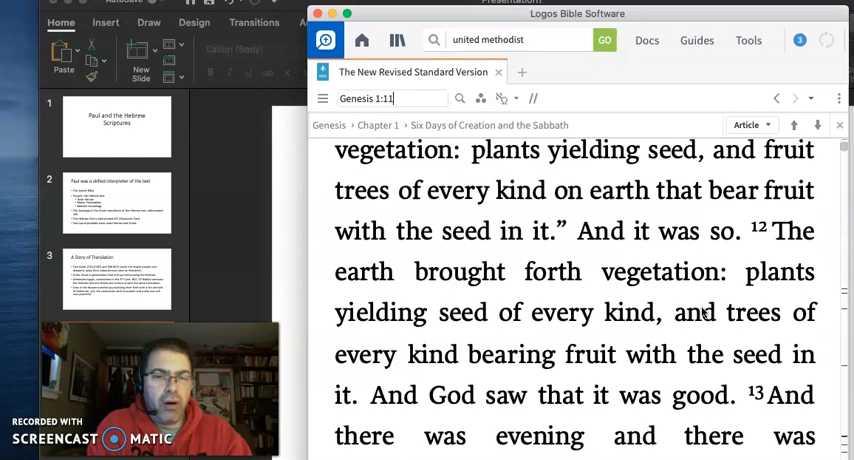 AutoSave
Presentation1
Home
Insert
Draw
Design
Transitions
Paste
New
Slide
Calibri (Body)
1
Paul and the Hebrew
Scriptures
2
Paul was a skilled interpreter of the text
3
A Story of Translation
RECORDED WITH
SCREENCAST MATIC
Logos Bible Software
united methodist
GO
Docs
Guides
Tools
3
The New Revised Standard Version
Genesis 1:11
Genesis › Chapter 1 › Six Days of Creation and the Sabbath
Article
vegetation: plants yielding seed, and fruit
trees of every kind on earth that bear fruit
with the seed in it.” And it was so. 12 The
earth brought forth vegetation: plants
yielding seed of every kind, and trees of
every kind bearing fruit with the seed in
it. And God saw that it was good. 13 And
there was evening and there was